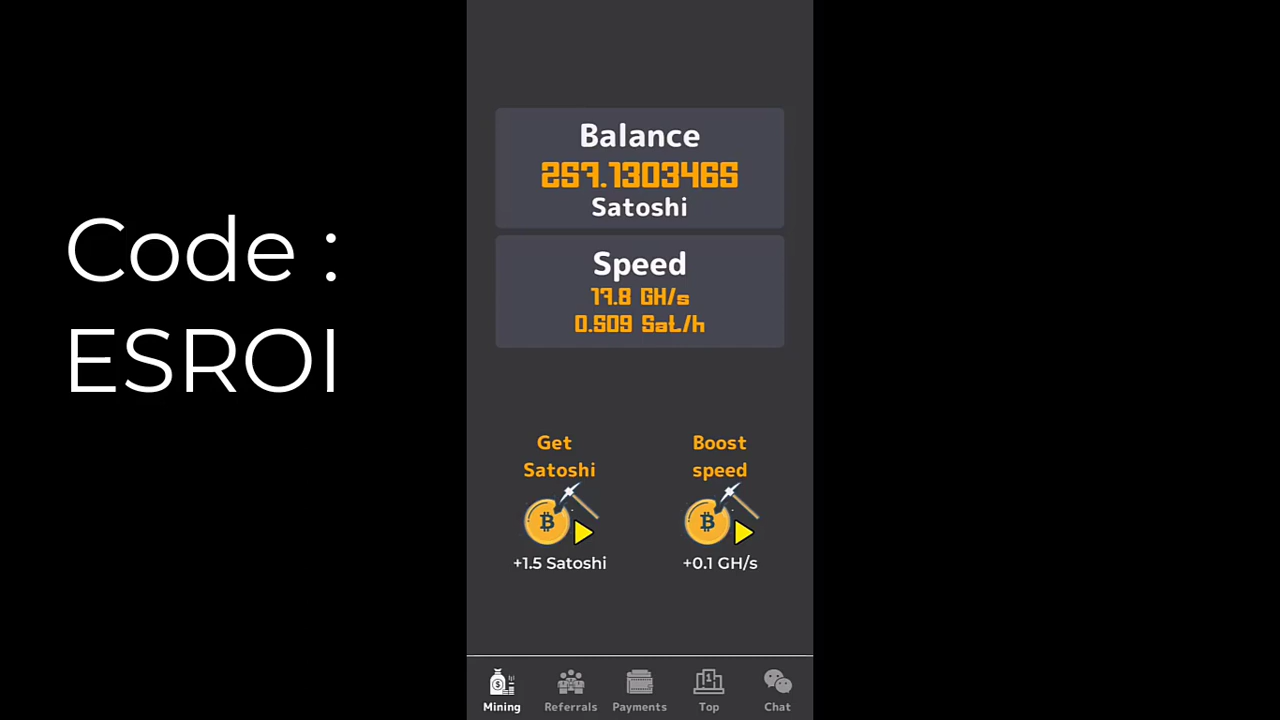 Code :
ESROI
Balance
257.1303465
Satoshi
Speed
17.8 GH/s
0.509 Sat/h
Get
Satoshi
+1.5 Satoshi
Boost
speed
+0.1 GH/s
Mining
Referrals
Payments
Top
Chat